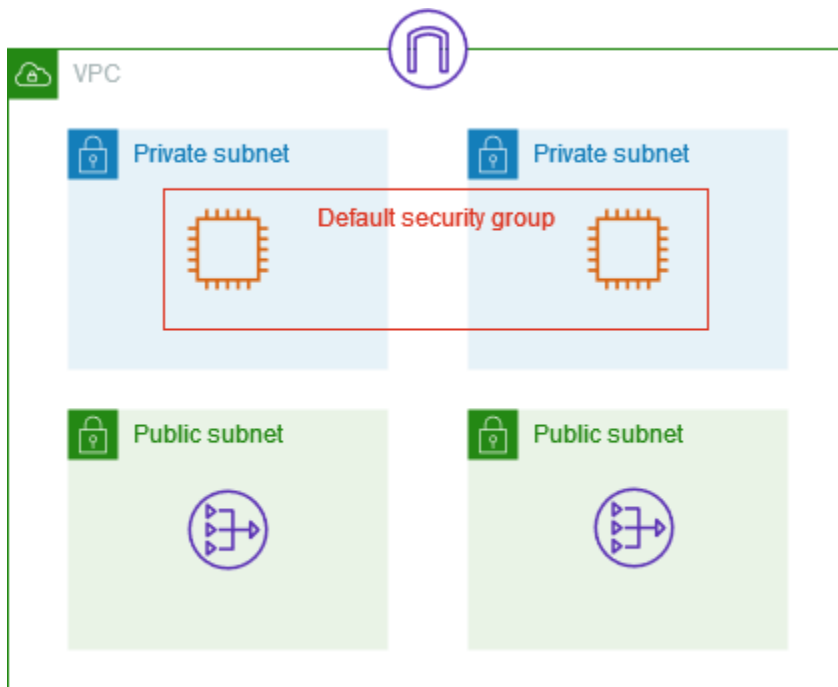 VPC
Private subnet
Private subnet
Default security group
Public subnet
Public subnet